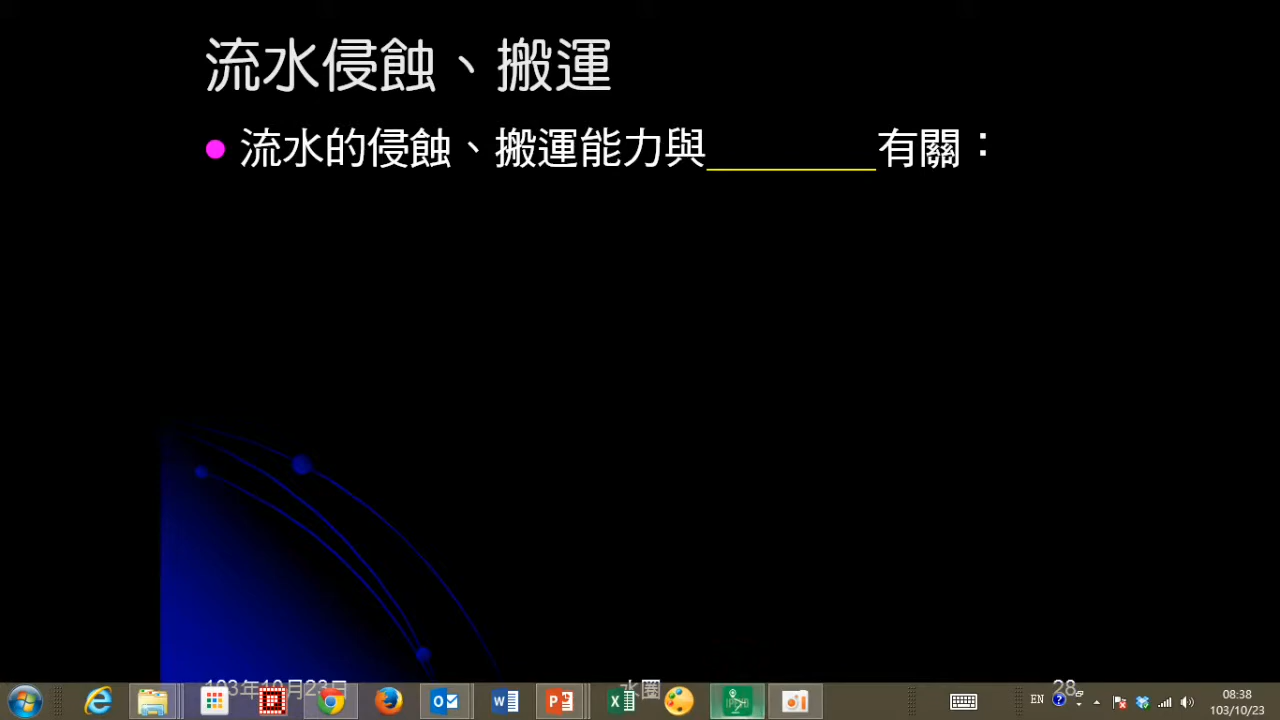 流水侵蝕、搬運
流水的侵蝕、搬運能力與________有關：
103年10月23日
水圈
28
EN
08:38
103/10/23